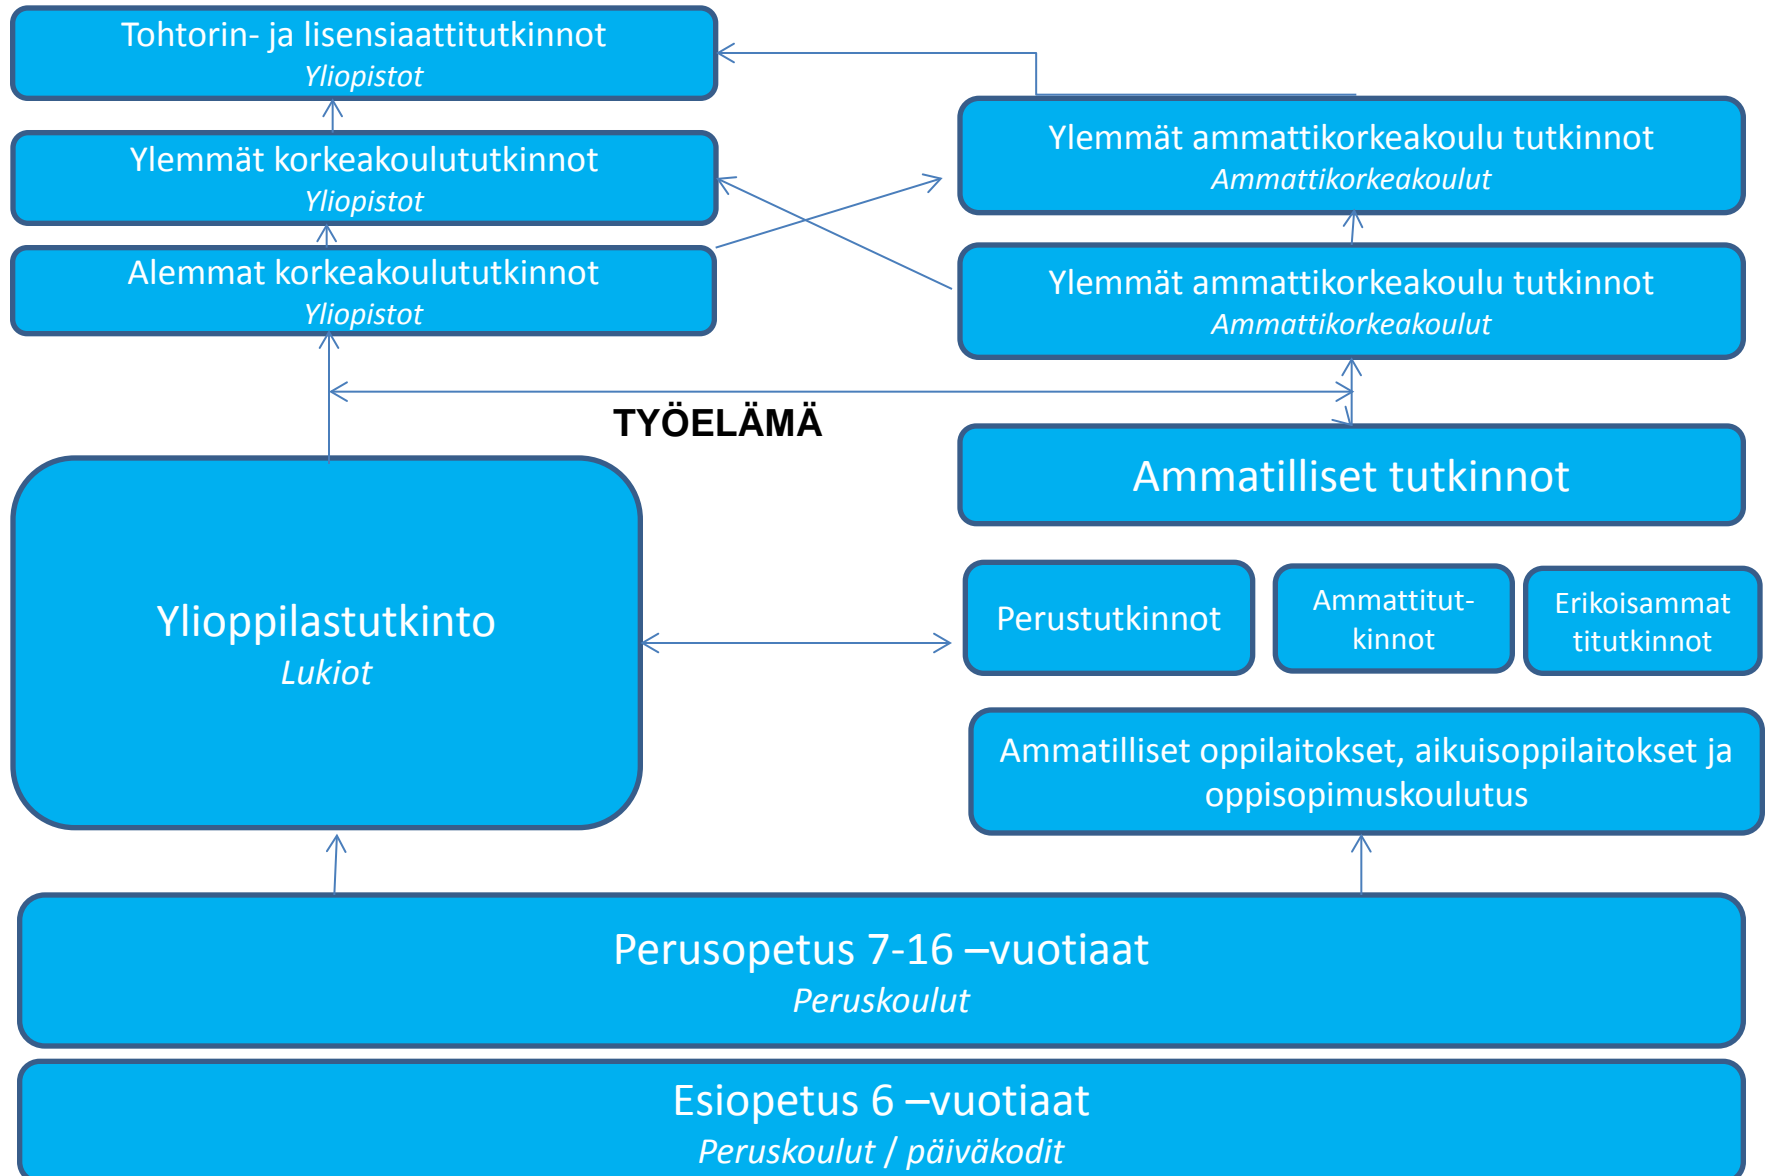 Tohtorin- ja lisensiaattitutkinnot
Yliopistot
Ylemmät korkeakoulututkinnot
Yliopistot
Alemmat korkeakoulututkinnot
Yliopistot
Ylemmät ammattikorkeakoulu tutkinnot
Ammattikorkeakoulut
Ylemmät ammattikorkeakoulu tutkinnot
Ammattikorkeakoulut
TYÖELÄMÄ
Ammatilliset tutkinnot
Ylioppilastutkinto
Lukiot
Perustutkinnot
Ammattitut-
kinnot
Erikoisammat
titutkinnot
Ammatilliset oppilaitokset, aikuisoppilaitokset ja
oppisopimuskoulutus
Perusopetus 7-16 –vuotiaat
Peruskoulut
Esiopetus 6 –vuotiaat
Peruskoulut / päiväkodit